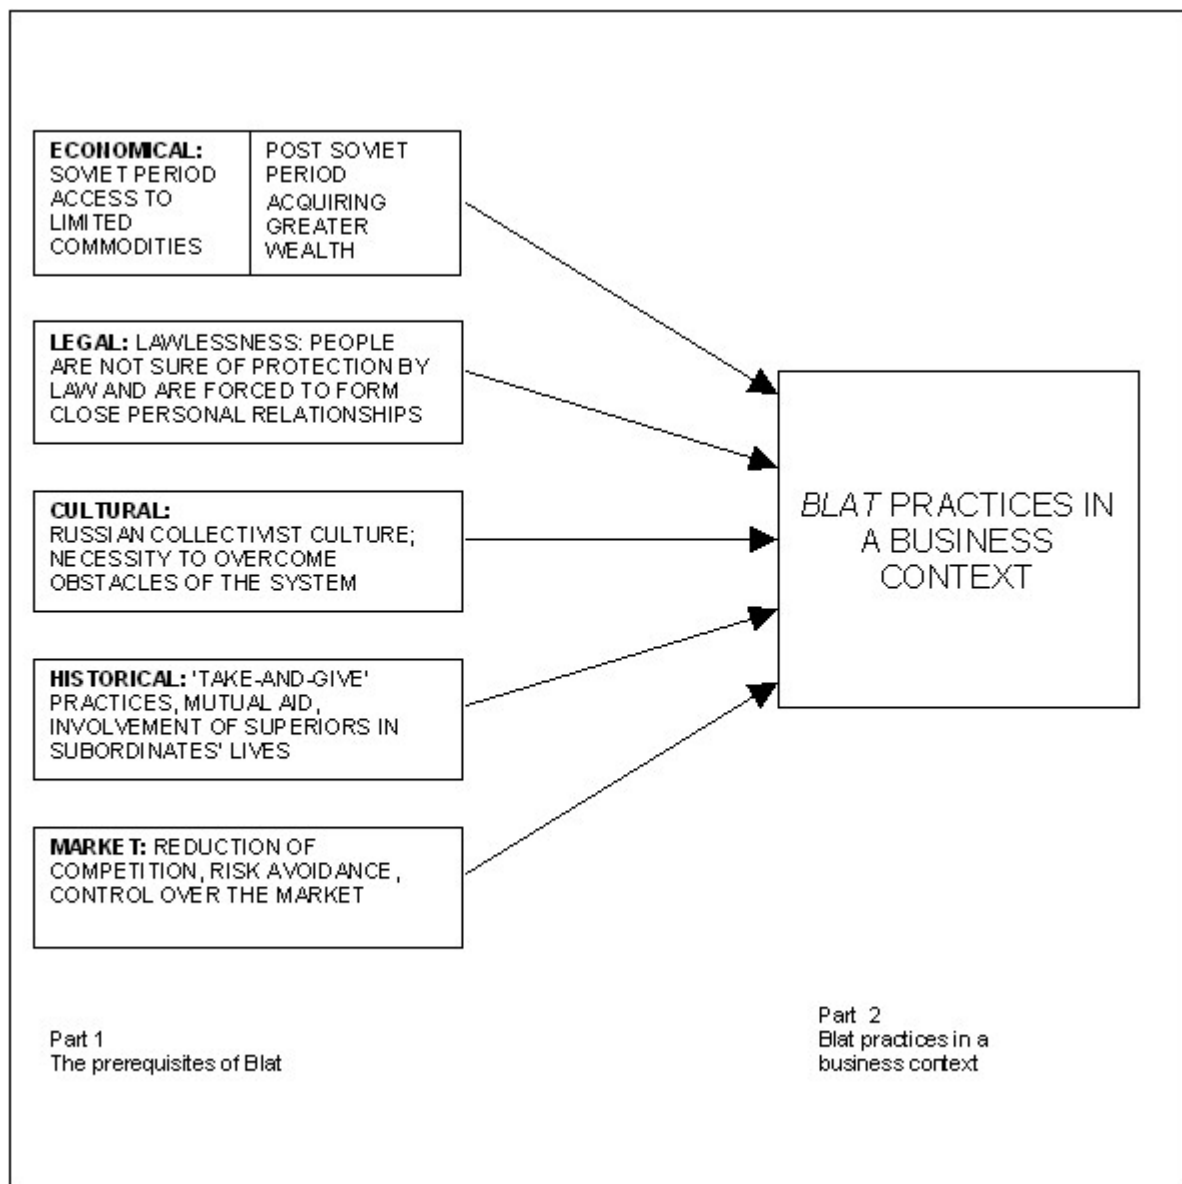 ECONOMICAL:
SOVIET PERIOD
ACCESS TO
LIMITED
COMMODITIES
POST SOVIET
PERIOD
ACQUIRING
GREATER
WEALTH
LEGAL: LAWLESSNESS: PEOPLE
ARE NOT SURE OF PROTECTION BY
LAW AND ARE FORCED TO FORM
CLOSE PERSONAL RELATIONSHIPS
CULTURAL:
RUSSIAN COLLECTIVIST CULTURE;
NECESSITY TO OVERCOME
OBSTACLES OF THE SYSTEM
HISTORICAL: 'TAKE-AND-GIVE'
PRACTICES, MUTUAL AID,
INVOLVEMENT OF SUPERIORS IN
SUBORDINATES' LIVES
MARKET: REDUCTION OF
COMPETITION, RISK AVOIDANCE,
CONTROL OVER THE MARKET
BLAT PRACTICES IN
A BUSINESS
CONTEXT
Part 1
The prerequisites of Blat
Part 2
Blat practices in a
business context